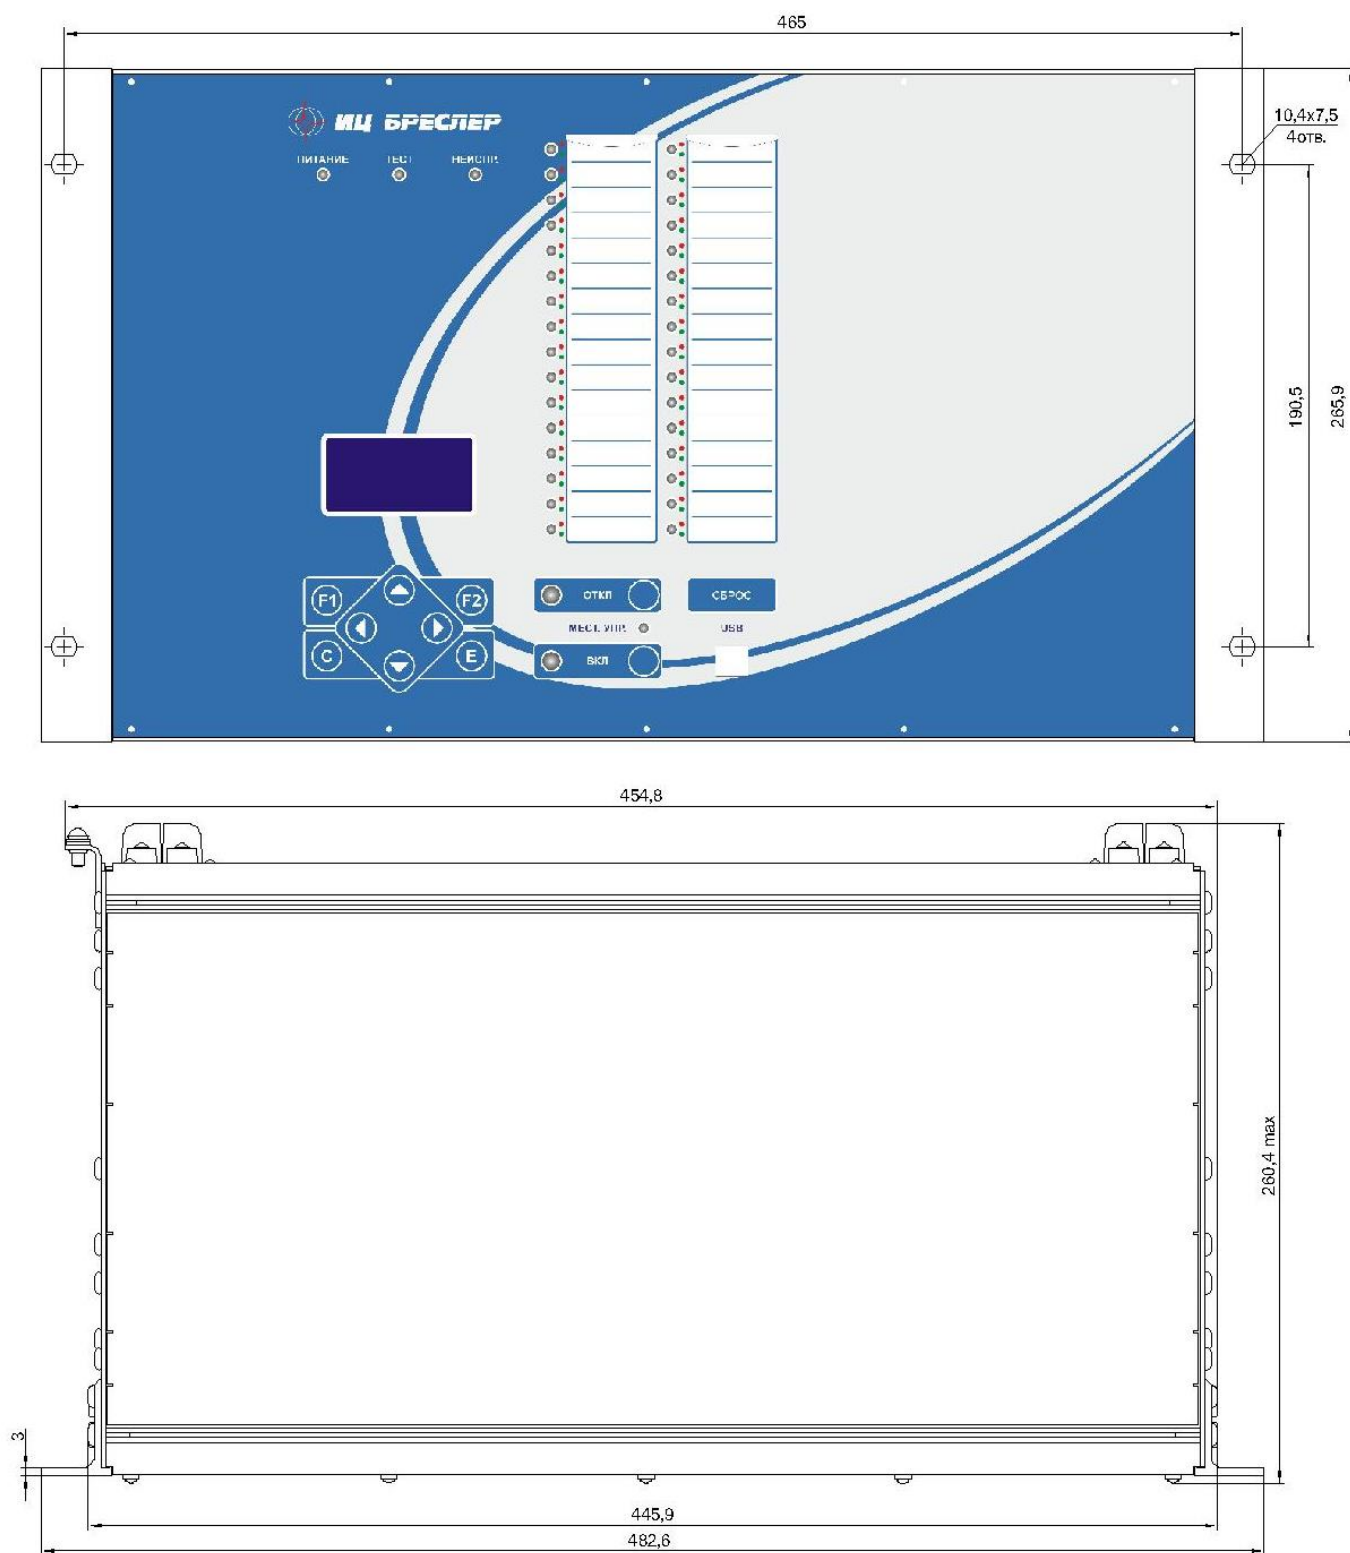 465
ИЦ БРЕСЛЕР
10,4х7,5
4отв.
ПИТАНИЕ ТЕСТ НЕИСПР.
190,5
265,9
F1 F2
ОТКЛ
СБРОС
МЕСТ. УПР.
USB
C E
ВКЛ
454,8
260,4 max
3
445,9
482,6